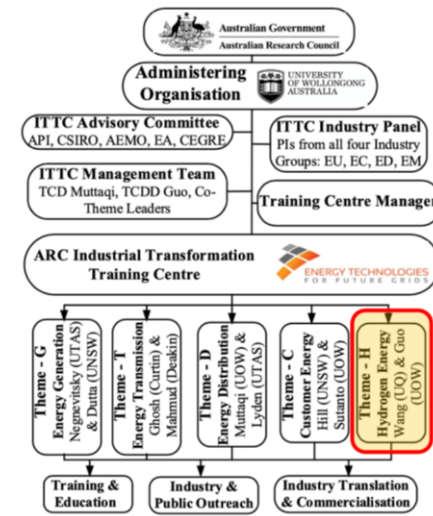 Australian Government
Australian Research Council
Administering
Organisation
UNIVERSITY
OF WOLLONGONG
AUSTRALIA
ITTC Advisory Committee
API, CSIRO, AEMO, EA, CEGRE
ITTC Industry Panel
PIs from all four Industry
Groups: EU, EC, ED, EM
ITTC Management Team
TCD Muttaqi, TCDD Guo, Co-
Theme Leaders
Training Centre Manager
ARC Industrial Transformation
Training Centre
ENERGY TECHNOLOGIES
FOR FUTURE GRIDS
Theme - G
Energy Generation
Negnevitsky (UTAS)
& Dutta (UNSW)
Theme - T
Energy Transmission
Ghosh (Curtin) &
Mahmud (Deakin)
Theme - D
Energy Distribution
Muttaqi (UOW) &
Lyden (UTAS)
Theme - C
Customer Energy
Hill (UNSW) &
Sutanto (UOW)
Theme - H
Hydrogen Energy
Wang (UQ) & Guo
(UOW)
Training &
Education
Industry &
Public Outreach
Industry Translation
& Commercialisation